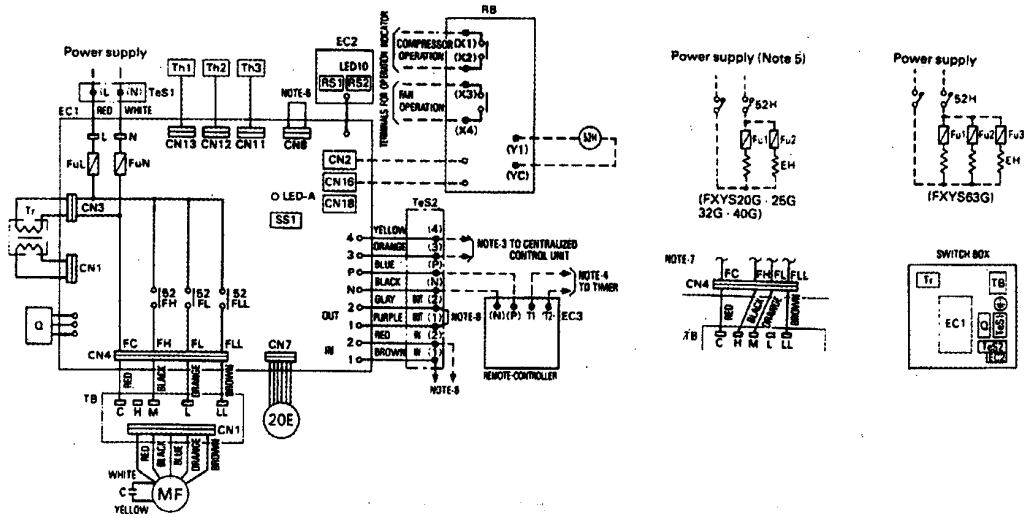 Power supply
(L (N) TeS1
EC1 RED WHITE
L N
FuL FuN
Th1 Th2 Th3
NOTE-6
CN13 CN12 CN11 CN8
EC2
LED10
RS1 RS2
TERMINALS FOR OPERATION INDICATOR
COMPRESSOR OPERATION
FAN OPERATION
RB
(X1)
(X2)
(X3)
(X4)
(Y1)
(YC)
52H
CN2
CN16
CN18
LED-A
SS1
Tr
CN3
CN1
Q
52 FH
52 FL
52 FLL
FC FH FL FLL
CN4
RED BLACK ORANGE BROWN
TB
C H M L LL
CN1
RED BLACK BLUE ORANGE BROWN
WHITE
C
YELLOW
MF
CN7
20E
TeS2
4 YELLOW (4)
3 ORANGE (3)
P BLUE (P)
N BLACK (N)
2 GLAY (2)
OUT
1 PURPLE (1)
2 RED IN (2)
IN
1 BROWN IN (1)
NOTE-3 TO CENTRALIZED
CONTROL UNIT
NOTE-4
TO TIMER
NOTE-8
NOTE-8
(N) (P) T1 T2
EC3
REMOTE-CONTROLLER
Power supply (Note 5)
52H
Fu1 Fu2
EH
(FXYS20G · 25G
32G · 40G)
Power supply
52H
Fu1 Fu2 Fu3
EH
(FXYS63G)
NOTE-7
FC FH FL FLL
CN4
RED BLACK ORANGE BROWN
TB
C H M L LL
SWITCH BOX
Tr
TB
EC1
Q
TeS1
TeS2
EC2